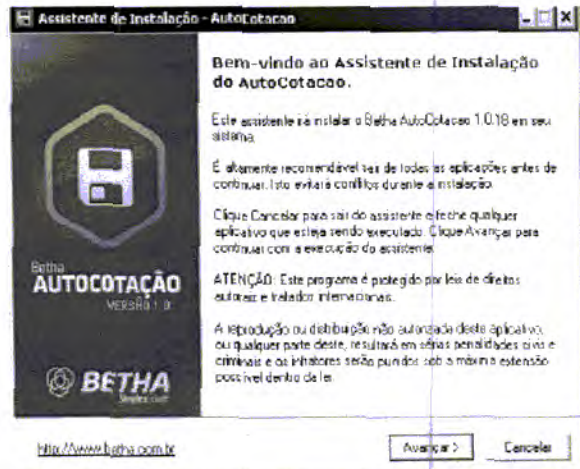 Assistente de Instalação - AutoCotacao
Bem-vindo ao Assistente de Instalação
do AutoCotacao.
Este assistente irá instalar o Betha AutoCotacao 1.0.18 em seu
sistema.
É altamente recomendável sair de todas as aplicações antes de
continuar. Isto evitará conflitos durante a instalação.
Clique Cancelar para sair do assistente e feche qualquer
aplicativo que esteja sendo executado. Clique Avançar para
continuar com a execução do assistente.
ATENÇÃO: Este programa é protegido por leis de direitos
autorais e tratados internacionais.
A reprodução ou distribuição não autorizada deste aplicativo,
ou qualquer parte deste, resultará em sérias penalidades civis e
criminais e os infratores serão punidos sob a máxima extensão
possível dentro da lei.
Betha
AUTOCOTAÇÃO
VERSÃO 1.0
BETHA
http://www.betha.com.br
Avançar >
Cancelar